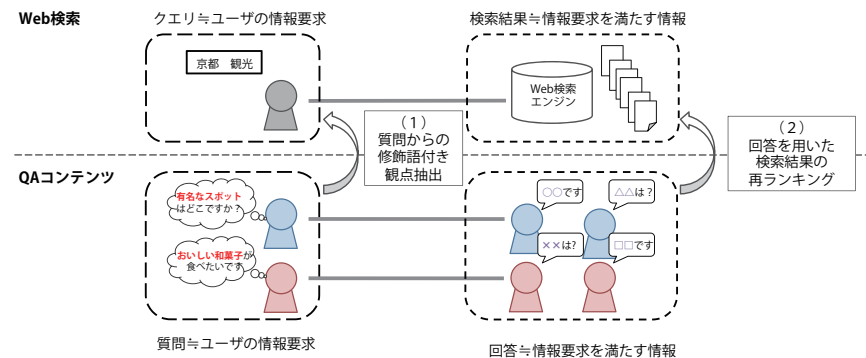 Web検索
クエリ≒ユーザの情報要求
検索結果≒情報要求を満たす情報
京都　観光
Web検索
エンジン
（1）
質問からの
修飾語付き
観点抽出
（2）
回答を用いた
検索結果の
再ランキング
QAコンテンツ
有名なスポット
はどこですか？
おいしい和菓子が
食べたいです
○○です
△△は？
××は?
□□です
質問≒ユーザの情報要求
回答≒情報要求を満たす情報